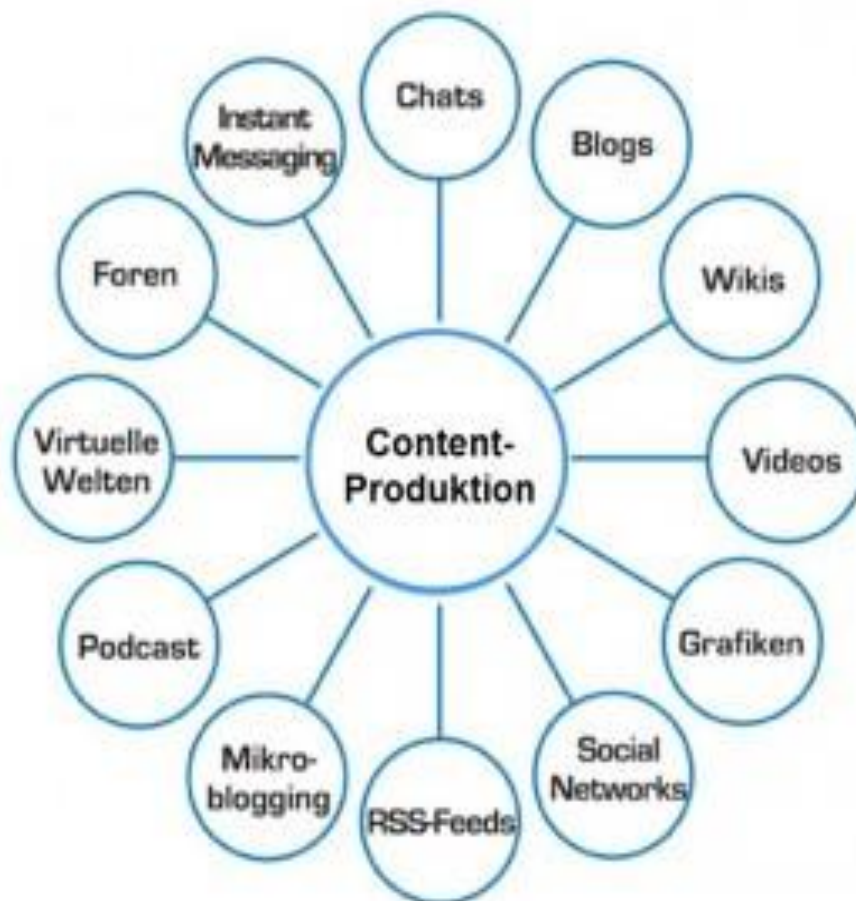 Chats
Blogs
Wikis
Videos
Grafiken
Social
Networks
RSS-Feeds
Mikro-
blogging
Podcast
Virtuelle
Welten
Foren
Instant
Messaging
Content-
Produktion